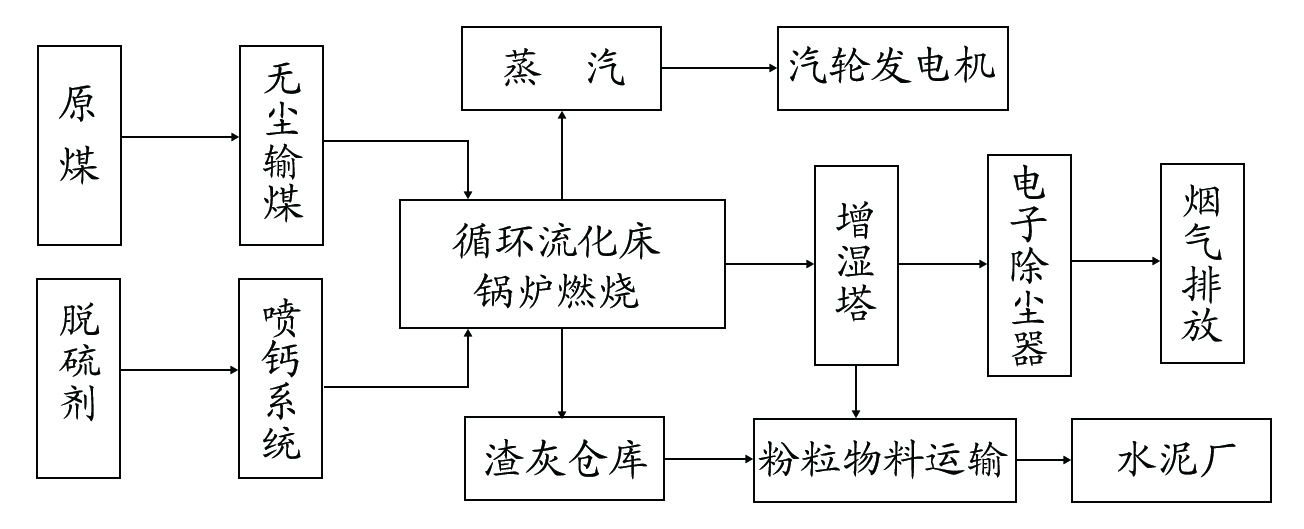 原煤
无尘输煤
蒸 汽
汽轮发电机
循环流化床
锅炉燃烧
增湿塔
电子除尘器
烟气排放
脱硫剂
喷钙系统
渣灰仓库
粉粒物料运输
水泥厂